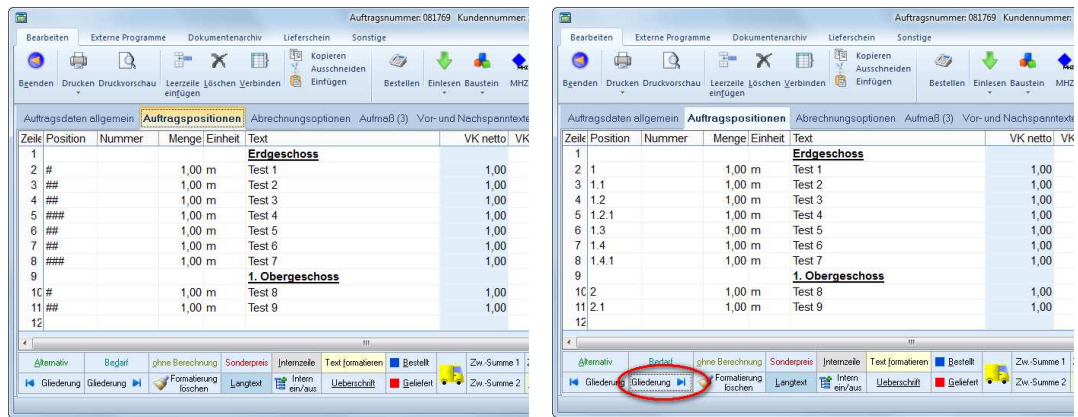 Auftragsnummer: 081769 Kundennummer:
Bearbeiten Externe Programme Dokumentenarchiv Lieferschein Sonstige
Kopieren
Ausschneiden
Einfügen
Beenden Drucken Druckvorschau Leerzeile einfügen Löschen Verbinden Bestellen Einlesen Baustein MHZ
Auftragsdaten allgemein Auftragspositionen Abrechnungsoptionen Aufmaß (3) Vor- und Nachspanntexte
Zeile Position Nummer Menge Einheit Text VK netto VK
1 Erdgeschoss
2 # 1,00 m Test 1 1,00
3 ## 1,00 m Test 2 1,00
4 ## 1,00 m Test 3 1,00
5 ### 1,00 m Test 4 1,00
6 ## 1,00 m Test 5 1,00
7 ## 1,00 m Test 6 1,00
8 ### 1,00 m Test 7 1,00
9 1. Obergeschoss
10 # 1,00 m Test 8 1,00
11 ## 1,00 m Test 9 1,00
12
Alternativ Bedarf ohne Berechnung Sonderpreis Internzeile Text formatieren Bestellt Zw.-Summe 1
Gliederung Gliederung Formatierung löschen Langtext Intern ein/aus Ueberschrift Geliefert Zw.-Summe 2
Auftragsnummer: 081769 Kundennummer:
Bearbeiten Externe Programme Dokumentenarchiv Lieferschein Sonstige
Kopieren
Ausschneiden
Einfügen
Beenden Drucken Druckvorschau Leerzeile einfügen Löschen Verbinden Bestellen Einlesen Baustein MHZ
Auftragsdaten allgemein Auftragspositionen Abrechnungsoptionen Aufmaß (3) Vor- und Nachspanntexte
Zeile Position Nummer Menge Einheit Text VK netto VK
1 Erdgeschoss
2 1 1,00 m Test 1 1,00
3 1.1 1,00 m Test 2 1,00
4 1.2 1,00 m Test 3 1,00
5 1.2.1 1,00 m Test 4 1,00
6 1.3 1,00 m Test 5 1,00
7 1.4 1,00 m Test 6 1,00
8 1.4.1 1,00 m Test 7 1,00
9 1. Obergeschoss
10 2 1,00 m Test 8 1,00
11 2.1 1,00 m Test 9 1,00
12
Alternativ Bedarf ohne Berechnung Sonderpreis Internzeile Text formatieren Bestellt Zw.-Summe 1
Gliederung Gliederung Formatierung löschen Langtext Intern ein/aus Ueberschrift Geliefert Zw.-Summe 2